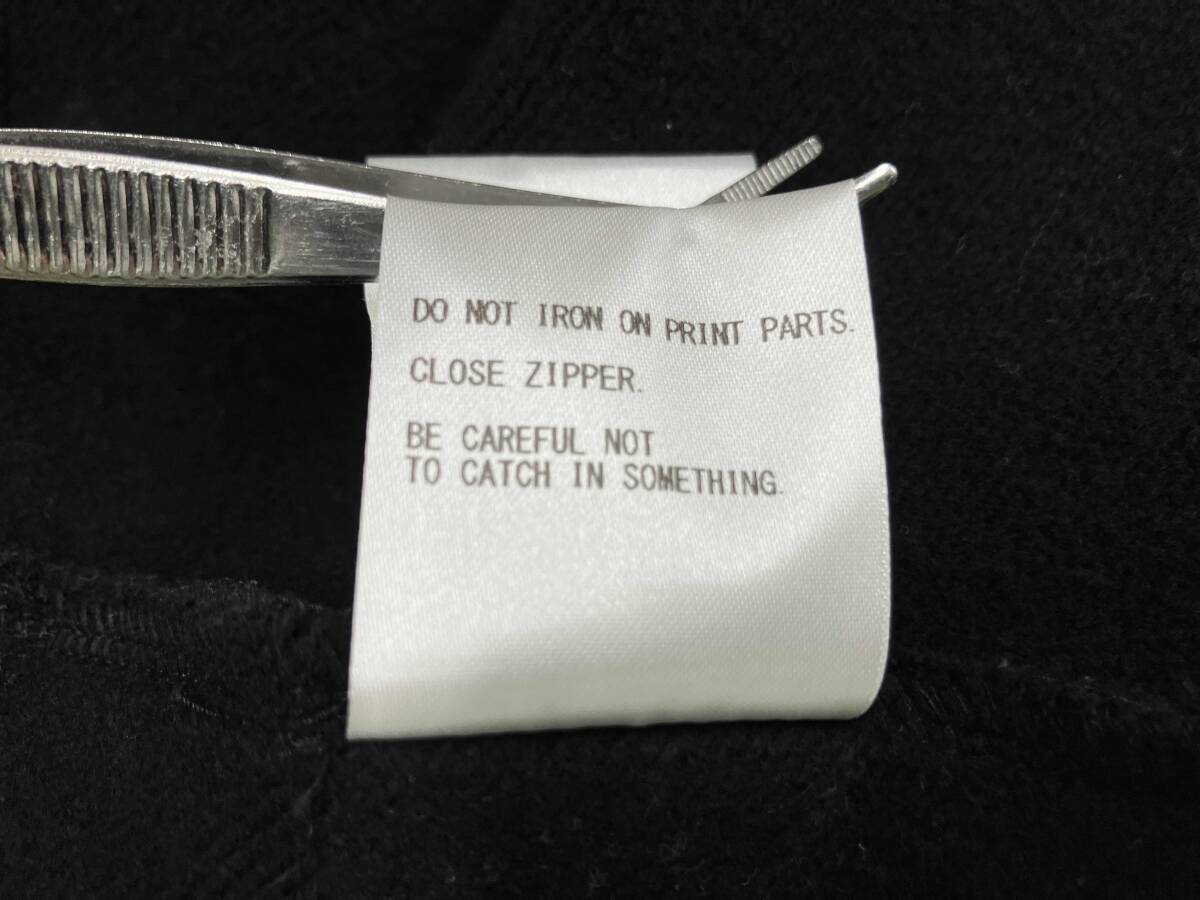 DO NOT IRON ON PRINT PARTS.
CLOSE ZIPPER.
BE CAREFUL NOT
TO CATCH IN SOMETHING.